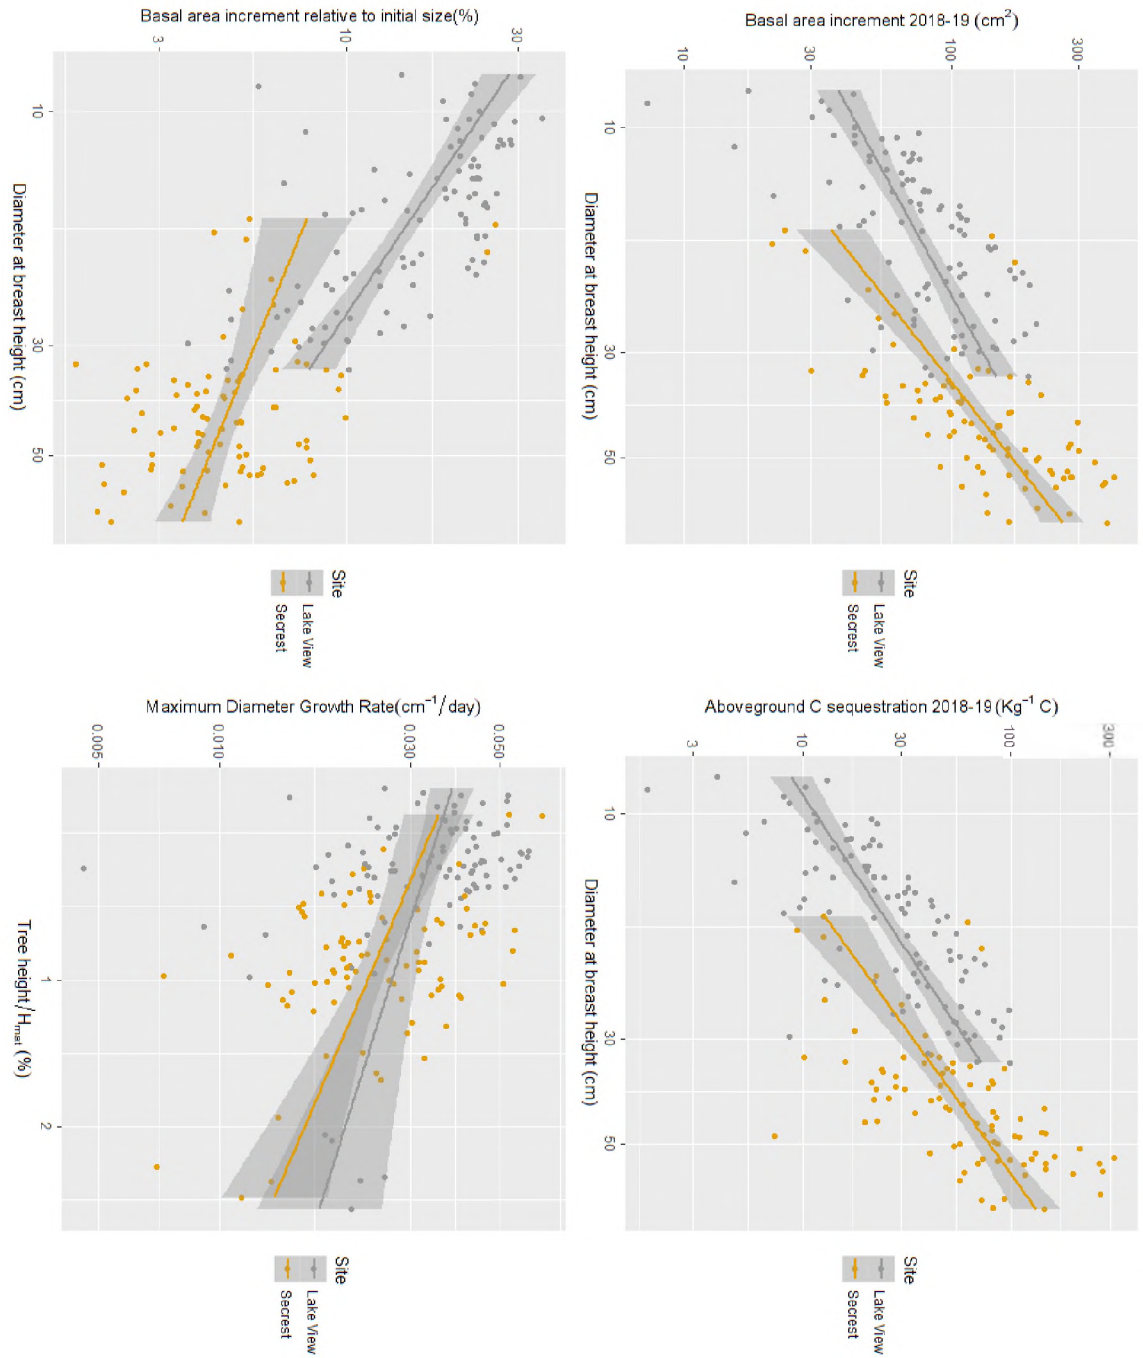 Basal area increment 2018-19 (cm²)
300
100
30
10
10
30
50
Diameter at breast height (cm)
Site
Lake View
Secrest
Aboveground C sequestration 2018-19 (Kg⁻¹ C)
300
100
30
10
3
10
30
50
Diameter at breast height (cm)
Site
Lake View
Secrest
Basal area increment relative to initial size(%)
30
10
3
10
30
50
Diameter at breast height (cm)
Site
Lake View
Secrest
Maximum Diameter Growth Rate(cm⁻¹/day)
0.050
0.030
0.010
0.005
1
2
Tree height/Hmat (%)
Site
Lake View
Secrest